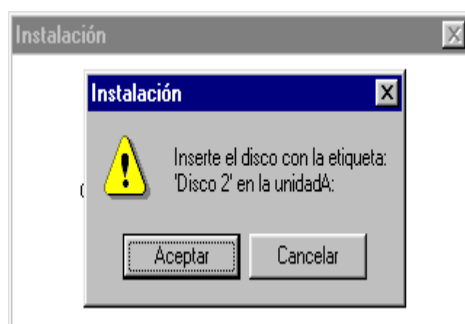 Instalación
Instalación
Inserte el disco con la etiqueta:
'Disco 2' en la unidadA:
Aceptar
Cancelar